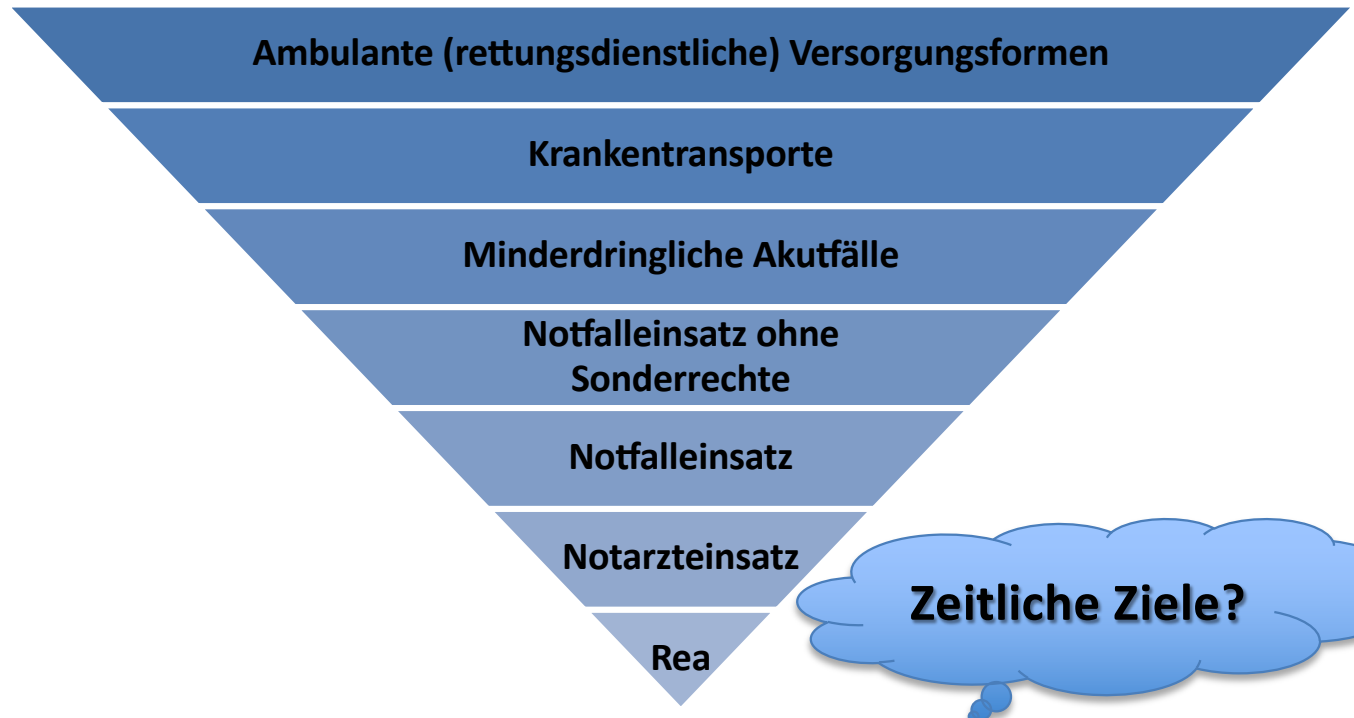 Ambulante (rettungsdienstliche) Versorgungsformen
Krankentransporte
Minderdringliche Akutfälle
Notfalleinsatz ohne
Sonderrechte
Notfalleinsatz
Notarzteinsatz
Zeitliche Ziele?
Rea